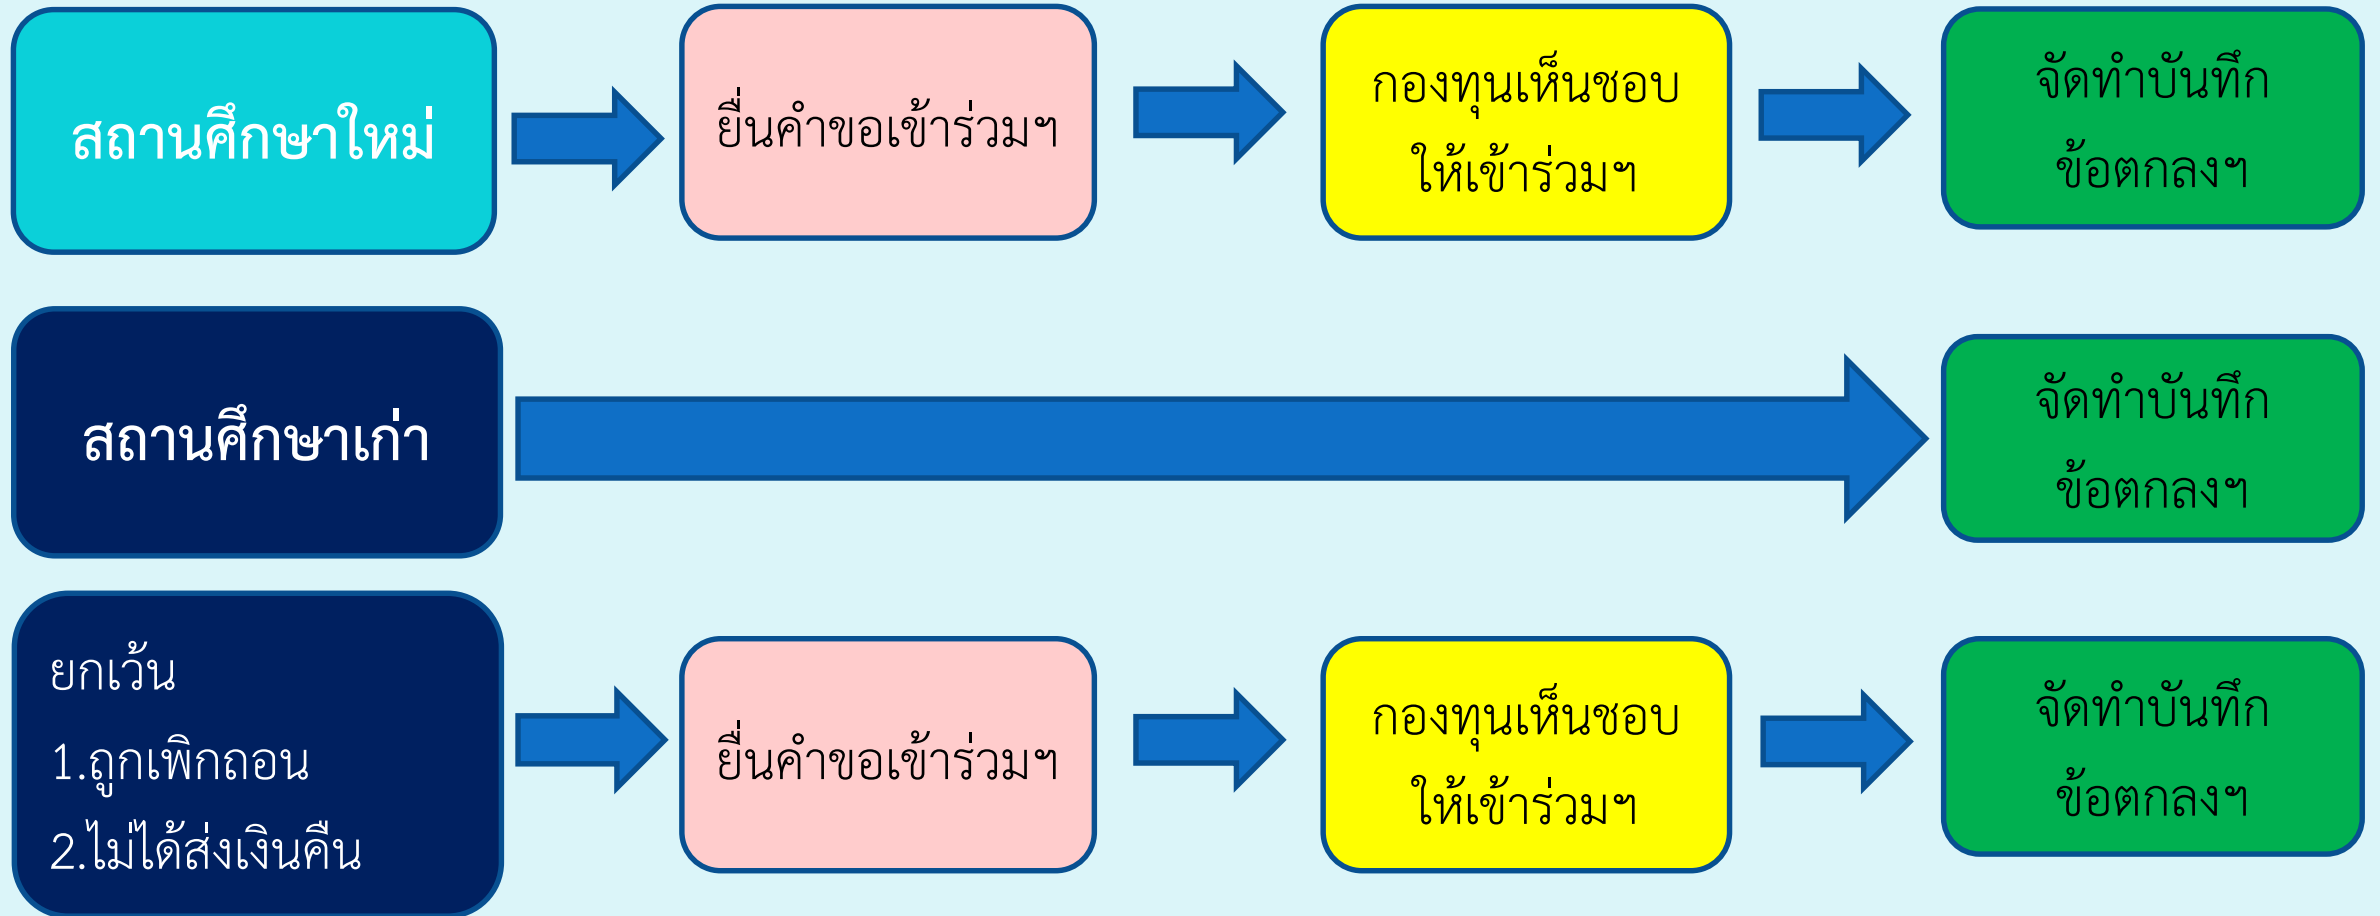 สถานศึกษาใหม่
ยื่นคำขอเข้าร่วมฯ
กองทุนเห็นชอบ
ให้เข้าร่วมฯ
จัดทำบันทึก
ข้อตกลงฯ
สถานศึกษาเก่า
จัดทำบันทึก
ข้อตกลงฯ
ยกเว้น
1.ถูกเพิกถอน
2.ไม่ได้ส่งเงินคืน
ยื่นคำขอเข้าร่วมฯ
กองทุนเห็นชอบ
ให้เข้าร่วมฯ
จัดทำบันทึก
ข้อตกลงฯ